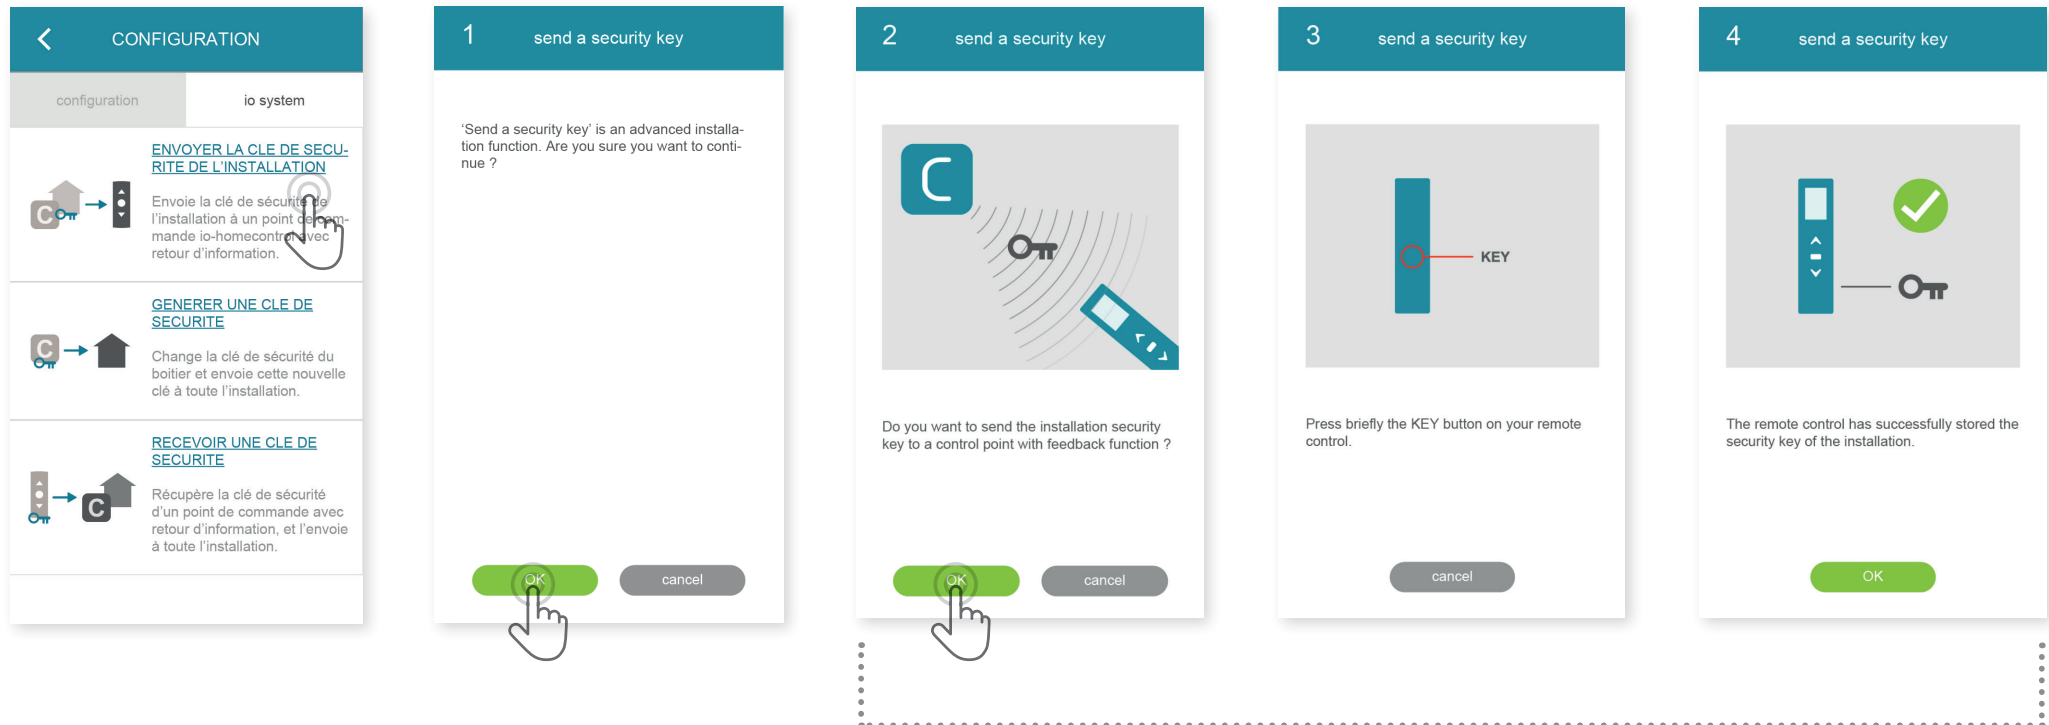 CONFIGURATION
configuration
io system
ENVOYER LA CLE DE SECU-
RITE DE L'INSTALLATION
Envoie la clé de sécurité de
l'installation à un point de com-
mande io-homecontrol avec
retour d'information.
C
GENERER UNE CLE DE
SECURITE
Change la clé de sécurité du
boitier et envoie cette nouvelle
clé à toute l'installation.
C
RECEVOIR UNE CLE DE
SECURITE
Récupère la clé de sécurité
d'un point de commande avec
retour d'information, et l'envoie
à toute l'installation.
C
1
send a security key
'Send a security key' is an advanced installa-
tion function. Are you sure you want to conti-
nue ?
OK
cancel
2
send a security key
C
Do you want to send the installation security
key to a control point with feedback function ?
OK
cancel
3
send a security key
KEY
Press briefly the KEY button on your remote
control.
cancel
4
send a security key
The remote control has successfully stored the
security key of the installation.
OK